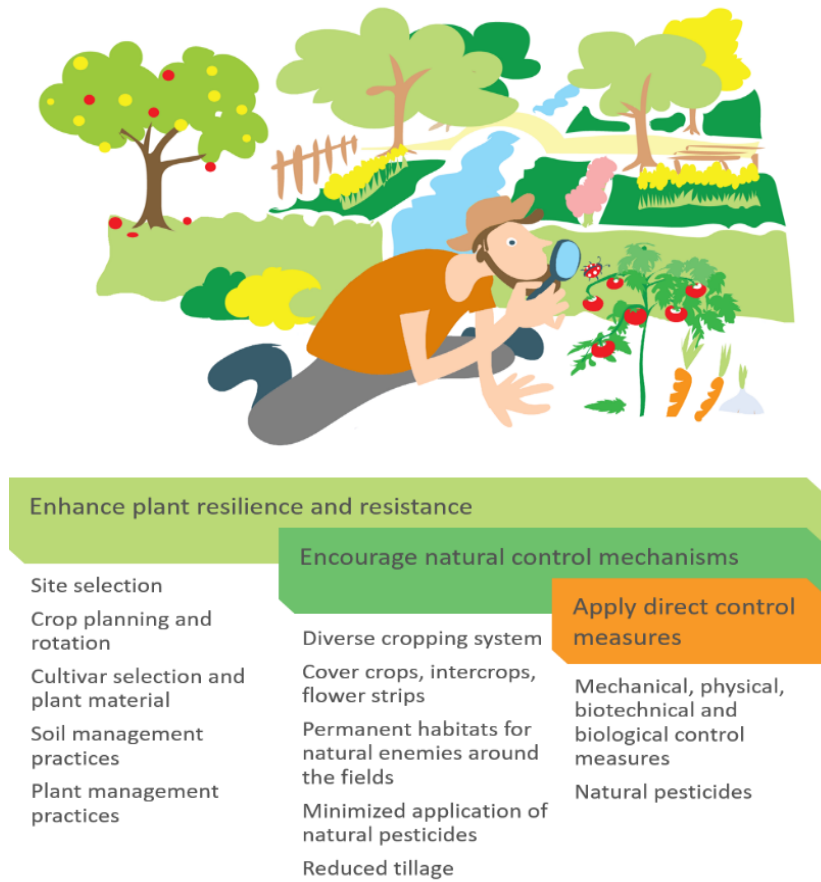 Enhance plant resilience and resistance
Encourage natural control mechanisms
Apply direct control
measures
Site selection
Crop planning and
rotation
Cultivar selection and
plant material
Soil management
practices
Plant management
practices
Diverse cropping system
Cover crops, intercrops,
flower strips
Permanent habitats for
natural enemies around
the fields
Minimized application of
natural pesticides
Reduced tillage
Mechanical, physical,
biotechnical and
biological control
measures
Natural pesticides